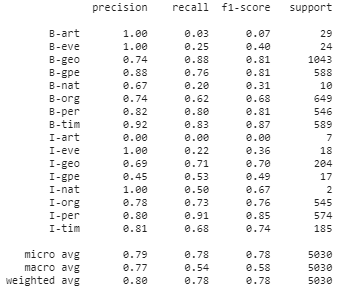 precision recall f1-score support
B-art 1.00 0.03 0.07 29
B-eve 1.00 0.25 0.40 24
B-geo 0.74 0.88 0.81 1043
B-gpe 0.88 0.76 0.81 588
B-nat 0.67 0.20 0.31 10
B-org 0.74 0.62 0.68 649
B-per 0.82 0.80 0.81 546
B-tim 0.92 0.83 0.87 589
I-art 0.00 0.00 0.00 7
I-eve 1.00 0.22 0.36 18
I-geo 0.69 0.71 0.70 204
I-gpe 0.45 0.53 0.49 17
I-nat 1.00 0.50 0.67 2
I-org 0.78 0.73 0.76 545
I-per 0.80 0.91 0.85 574
I-tim 0.81 0.68 0.74 185
micro avg 0.79 0.78 0.78 5030
macro avg 0.77 0.54 0.58 5030
weighted avg 0.80 0.78 0.78 5030